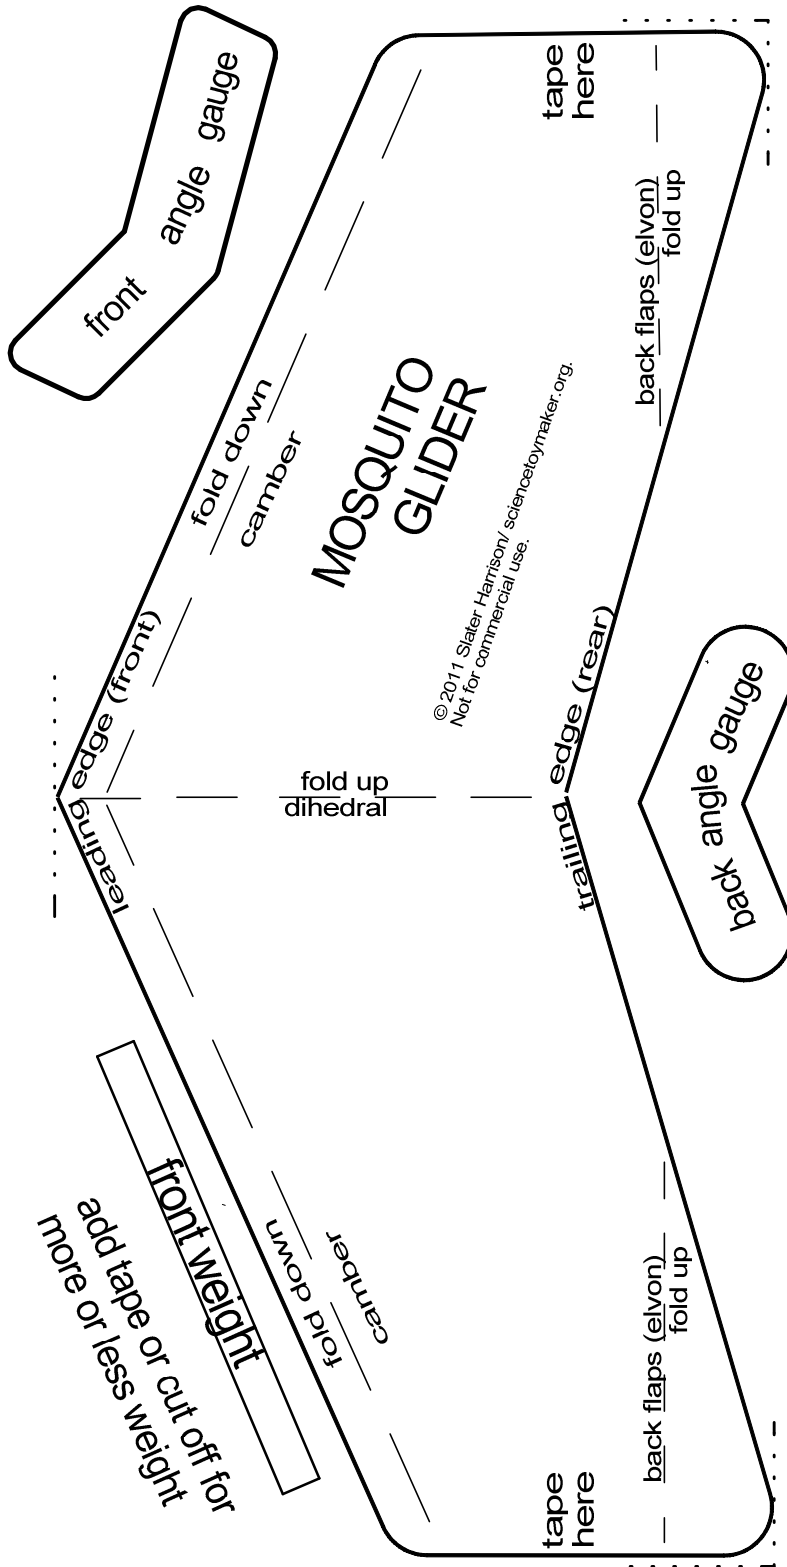 front angle gauge
tape
here
back flaps (elvon)
fold up
fold down
camber
MOSQUITO
GLIDER
© 2011 Slater Harrison/ sciencetoymaker.org.
Not for commercial use.
leading edge (front)
fold up
dihedral
trailing edge (rear)
back angle gauge
front weight
add tape or cut off for
more or less weight
fold down
camber
back flaps (elvon)
fold up
tape
here